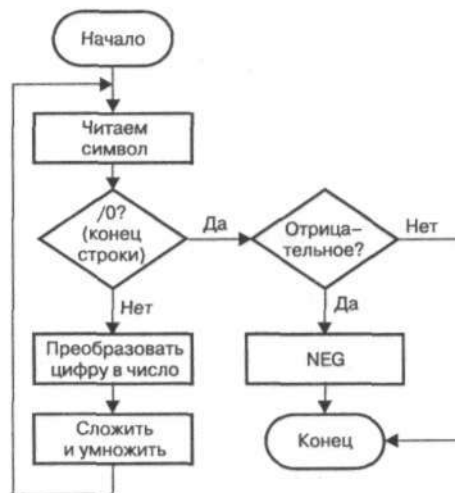 Начало
Читаем
символ
/0?
(конец
строки)
Да
Отрица-
тельное?
Нет
Нет
Да
Преобразовать
цифру в число
NEG
Сложить
и умножить
Конец